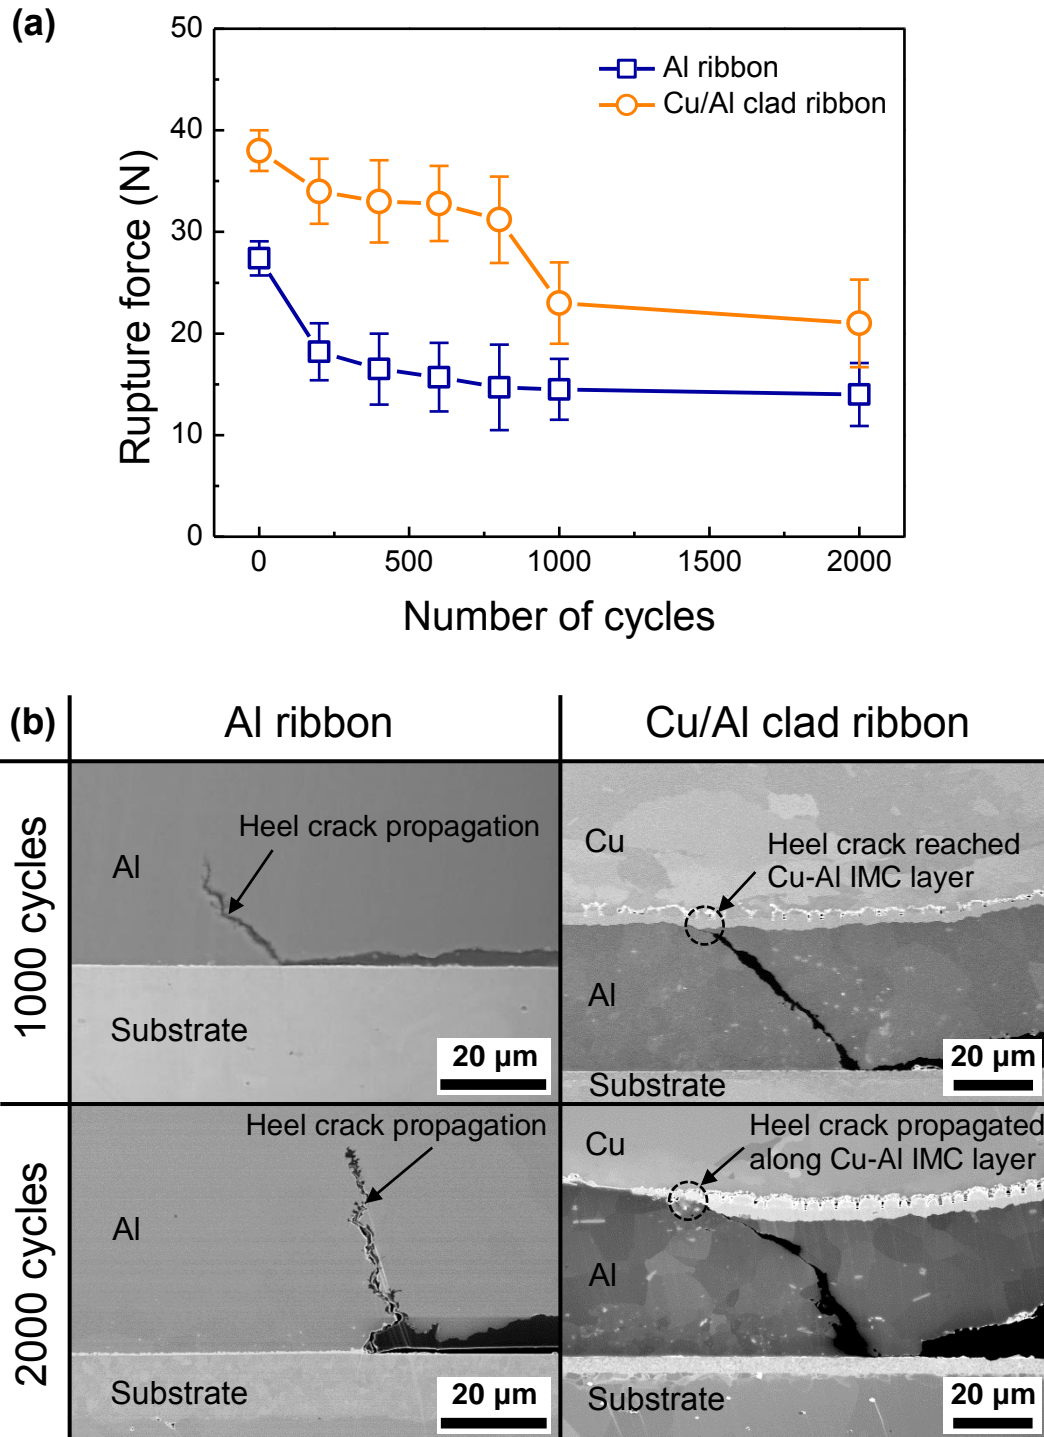 (a)
50
40
30
20
10
0
Rupture force (N)
Al ribbon
Cu/Al clad ribbon
0
500
1000
1500
2000
Number of cycles
(b)
Al ribbon
Cu/Al clad ribbon
1000 cycles
Heel crack propagation
Al
Substrate
20 μm
Cu
Heel crack reached
Cu-Al IMC layer
Al
Substrate
20 μm
2000 cycles
Heel crack propagation
Al
Substrate
20 μm
Cu
Heel crack propagated
along Cu-Al IMC layer
Al
Substrate
20 μm